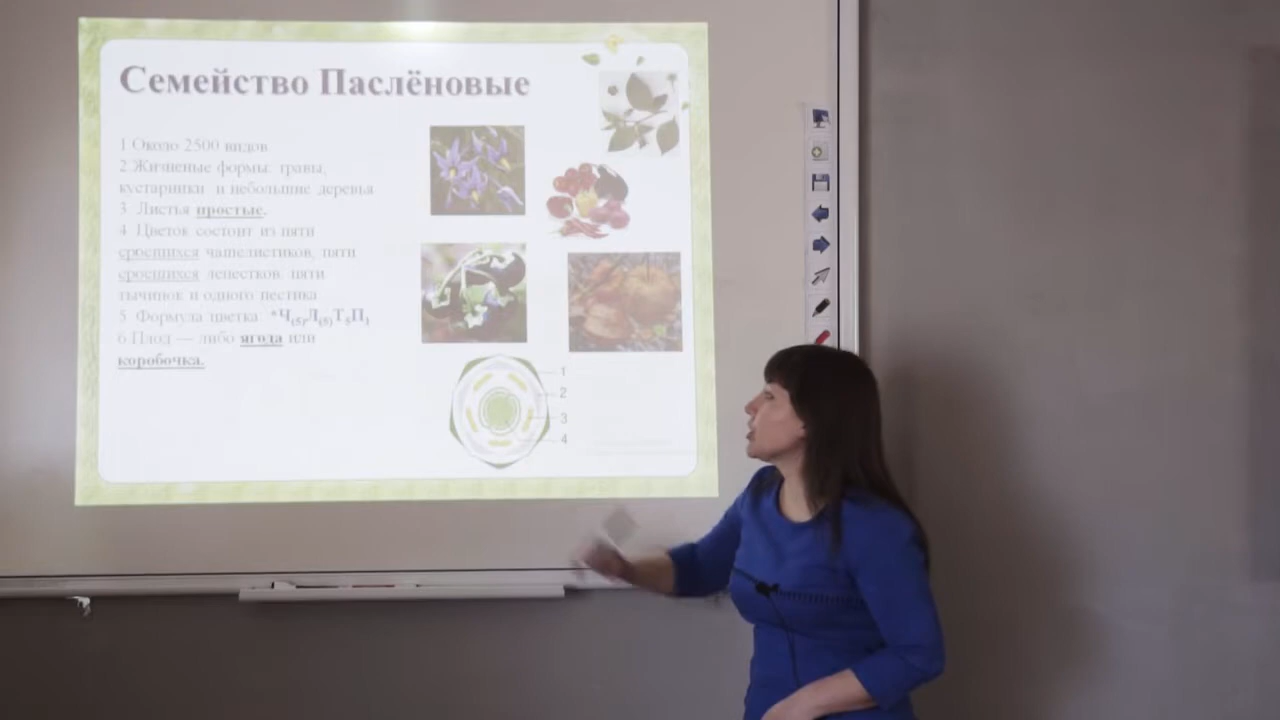 Семейство Паслёновые
1 Около 2500 видов
2 Жизненые формы: травы,
кустарники и небольшие деревья
3 Листья простые.
4 Цветок состоит из пяти
сросшихся чашелистиков, пяти
сросшихся лепестков, пяти
тычинок и одного пестика
5 Формула цветка: *Ч(5)Л(5)Т5П1
6 Плод — либо ягода или
коробочка.
1
2
3
4